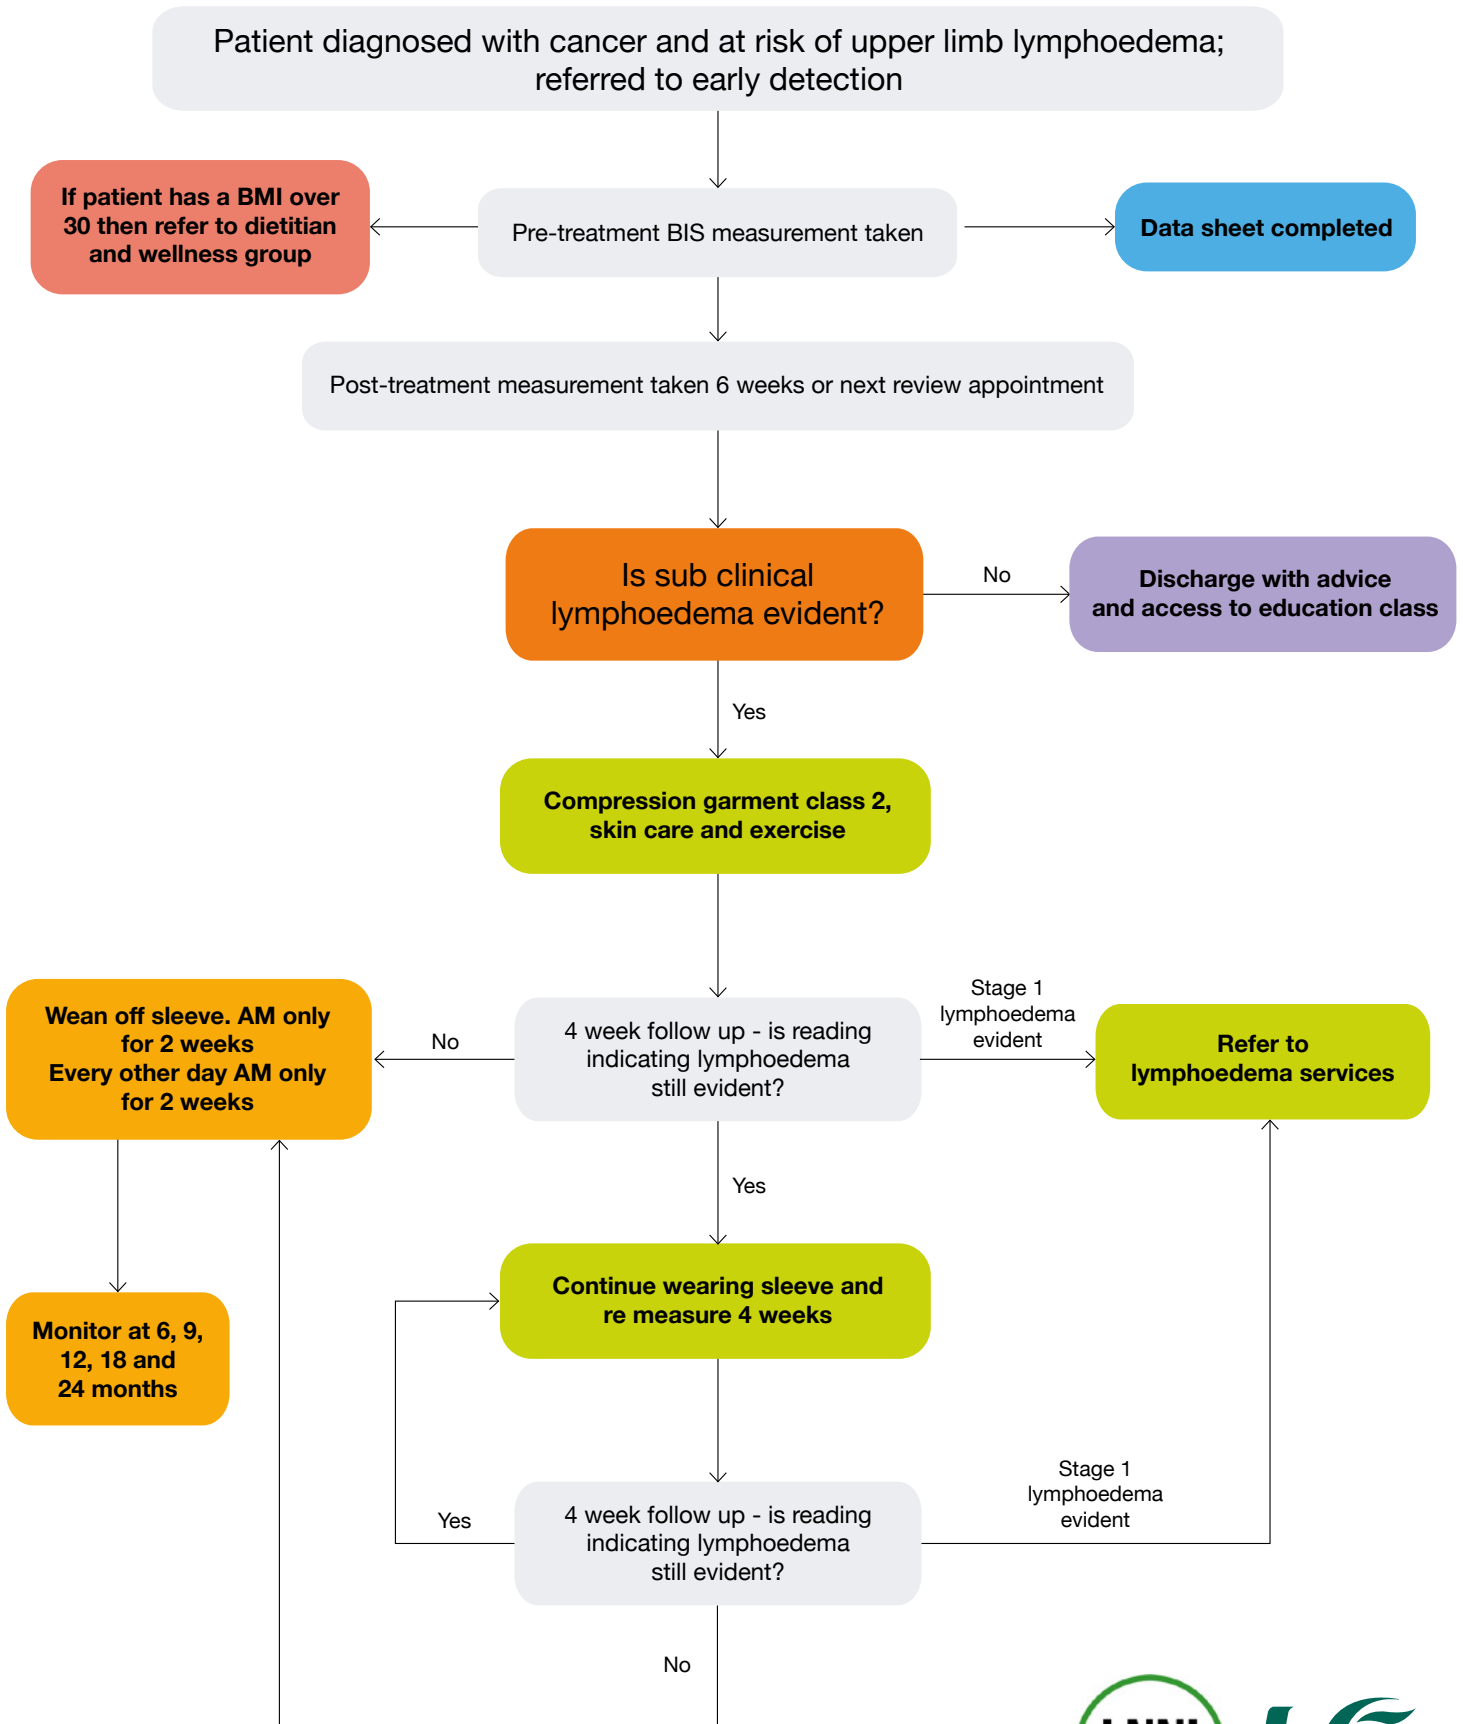 Patient diagnosed with cancer and at risk of upper limb lymphoedema;
referred to early detection
If patient has a BMI over
30 then refer to dietitian
and wellness group
Pre-treatment BIS measurement taken
Data sheet completed
Post-treatment measurement taken 6 weeks or next review appointment
Is sub clinical
lymphoedema evident?
No
Discharge with advice
and access to education class
Yes
Compression garment class 2,
skin care and exercise
Wean off sleeve. AM only
for 2 weeks
Every other day AM only
for 2 weeks
No
4 week follow up - is reading
indicating lymphoedema
still evident?
Stage 1
lymphoedema
evident
Refer to
lymphoedema services
Yes
Continue wearing sleeve and
re measure 4 weeks
Monitor at 6, 9,
12, 18 and
24 months
Yes
4 week follow up - is reading
indicating lymphoedema
still evident?
Stage 1
lymphoedema
evident
No